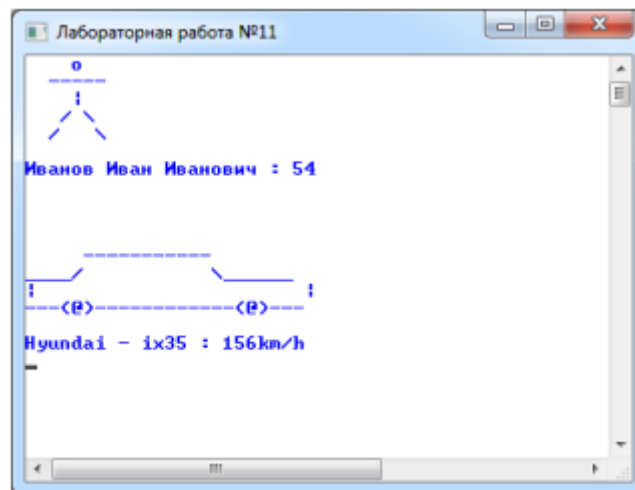 Лабораторная работа №11
Иванов Иван Иванович : 54
(@) (@)
Hyundai - ix35 : 156km/h